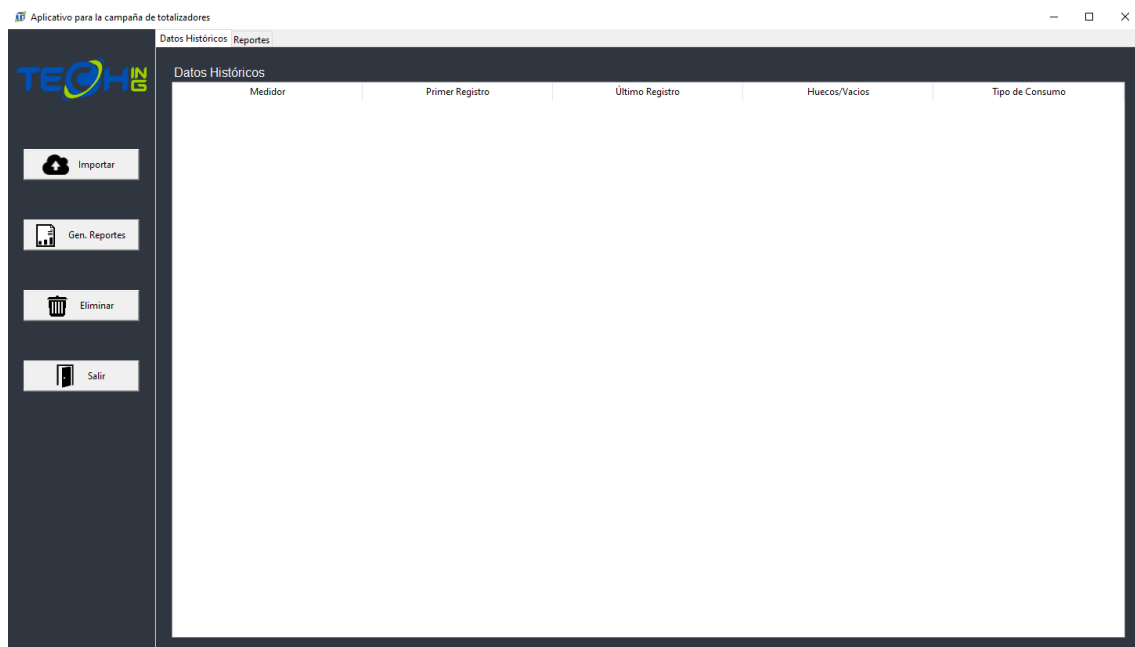 Aplicativo para la campaña de totalizadores
Datos Históricos Reportes
TECHING
Datos Históricos
Medidor Primer Registro Último Registro Huecos/Vacios Tipo de Consumo
Importar
Gen. Reportes
Eliminar
Salir